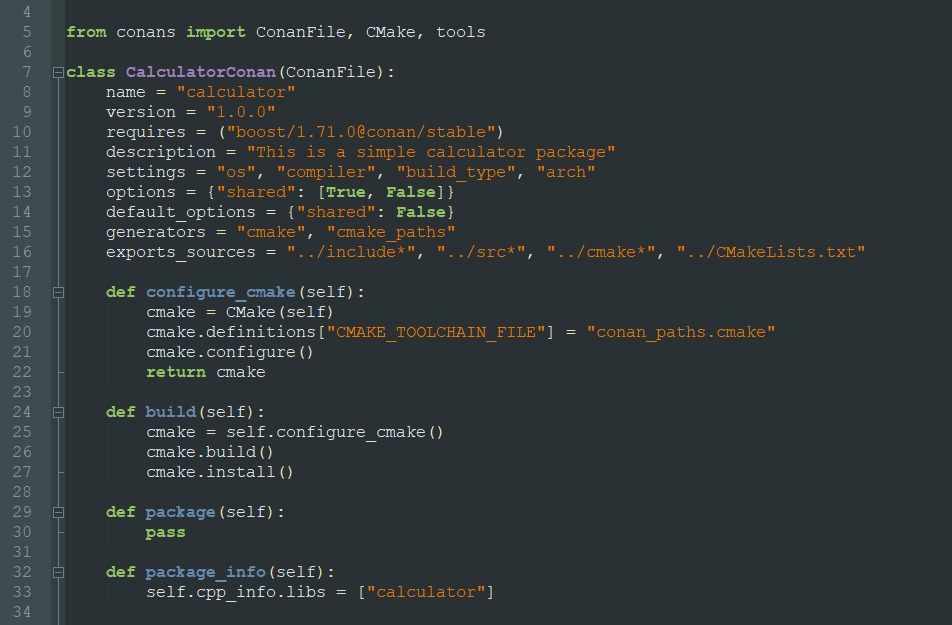 4
5 from conans import ConanFile, CMake, tools
6
7 class CalculatorConan(ConanFile):
8     name = "calculator"
9     version = "1.0.0"
10     requires = ("boost/1.71.0@conan/stable")
11     description = "This is a simple calculator package"
12     settings = "os", "compiler", "build_type", "arch"
13     options = {"shared": [True, False]}
14     default_options = {"shared": False}
15     generators = "cmake", "cmake_paths"
16     exports_sources = "../include*", "../src*", "../cmake*", "../CMakeLists.txt"
17
18     def configure_cmake(self):
19         cmake = CMake(self)
20         cmake.definitions["CMAKE_TOOLCHAIN_FILE"] = "conan_paths.cmake"
21         cmake.configure()
22         return cmake
23
24     def build(self):
25         cmake = self.configure_cmake()
26         cmake.build()
27         cmake.install()
28
29     def package(self):
30         pass
31
32     def package_info(self):
33         self.cpp_info.libs = ["calculator"]
34